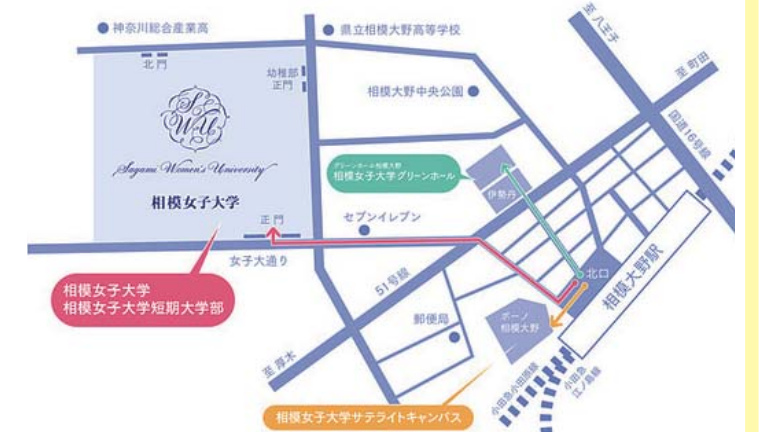 神奈川総合産業高
県立相模大野高等学校
至八王子
至町田
北門
幼稚部
正門
相模大野中央公園
国道16号線
SWU
Sagami Women's University
グリーンホール相模大野
相模女子大学グリーンホール
伊勢丹
相模女子大学
正門
セブンイレブン
女子大通り
北口
相模大野駅
51号線
相模女子大学
相模女子大学短期大学部
郵便局
ボーノ
相模大野
至厚木
小田急小田原線
小田急
江ノ島線
相模女子大学サテライトキャンパス